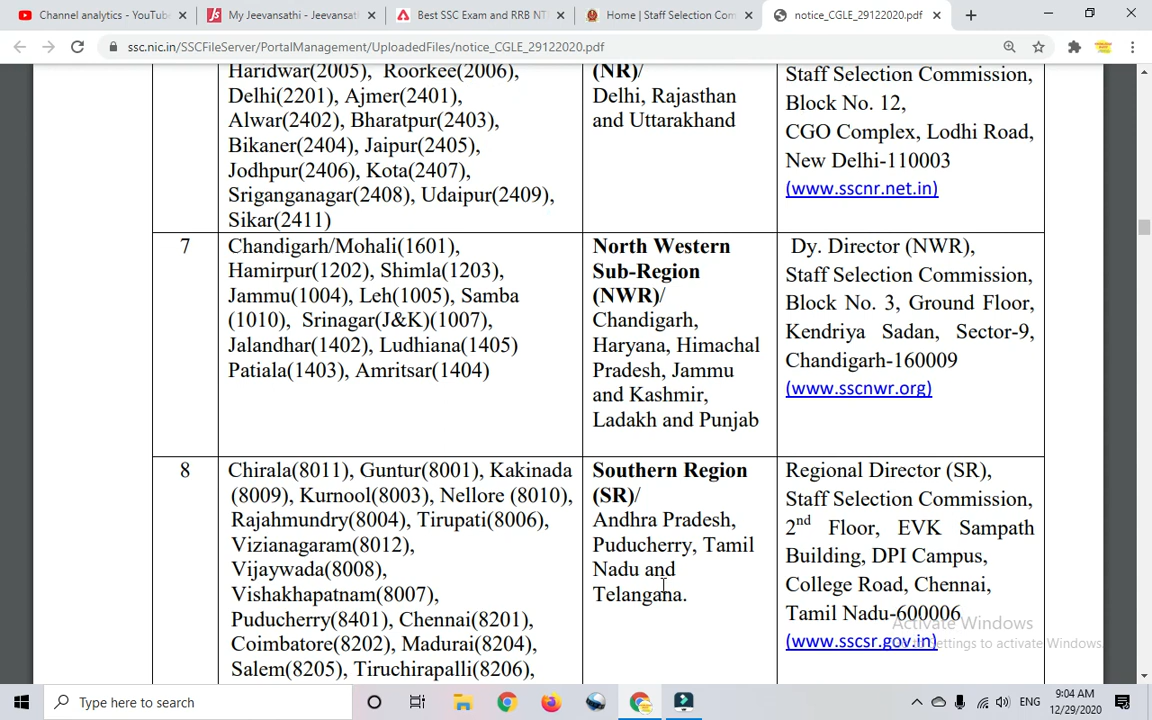 Channel analytics - YouTube
My Jeevansathi - Jeevansathi
Best SSC Exam and RRB NT
Home | Staff Selection Com
notice_CGLE_29122020.pdf
ssc.nic.in/SSCFileServer/PortalManagement/UploadedFiles/notice_CGLE_29122020.pdf
Haridwar(2005), Roorkee(2006),
Delhi(2201), Ajmer(2401),
Alwar(2402), Bharatpur(2403),
Bikaner(2404), Jaipur(2405),
Jodhpur(2406), Kota(2407),
Sriganganagar(2408), Udaipur(2409),
Sikar(2411)
(NR)/
Delhi, Rajasthan
and Uttarakhand
Staff Selection Commission,
Block No. 12,
CGO Complex, Lodhi Road,
New Delhi-110003
(www.sscnr.net.in)
7
Chandigarh/Mohali(1601),
Hamirpur(1202), Shimla(1203),
Jammu(1004), Leh(1005), Samba
(1010), Srinagar(J&K)(1007),
Jalandhar(1402), Ludhiana(1405)
Patiala(1403), Amritsar(1404)
North Western
Sub-Region
(NWR)/
Chandigarh,
Haryana, Himachal
Pradesh, Jammu
and Kashmir,
Ladakh and Punjab
Dy. Director (NWR),
Staff Selection Commission,
Block No. 3, Ground Floor,
Kendriya Sadan, Sector-9,
Chandigarh-160009
(www.sscnwr.org)
8
Chirala(8011), Guntur(8001), Kakinada
(8009), Kurnool(8003), Nellore (8010),
Rajahmundry(8004), Tirupati(8006),
Vizianagaram(8012),
Vijaywada(8008),
Vishakhapatnam(8007),
Puducherry(8401), Chennai(8201),
Coimbatore(8202), Madurai(8204),
Salem(8205), Tiruchirapalli(8206),
Southern Region
(SR)/
Andhra Pradesh,
Puducherry, Tamil
Nadu and
Telangana.
Regional Director (SR),
Staff Selection Commission,
2nd Floor, EVK Sampath
Building, DPI Campus,
College Road, Chennai,
Tamil Nadu-600006
(www.sscsr.gov.in)
Activate Windows
settings to activate Windows.
Type here to search
ENG
9:04 AM
12/29/2020